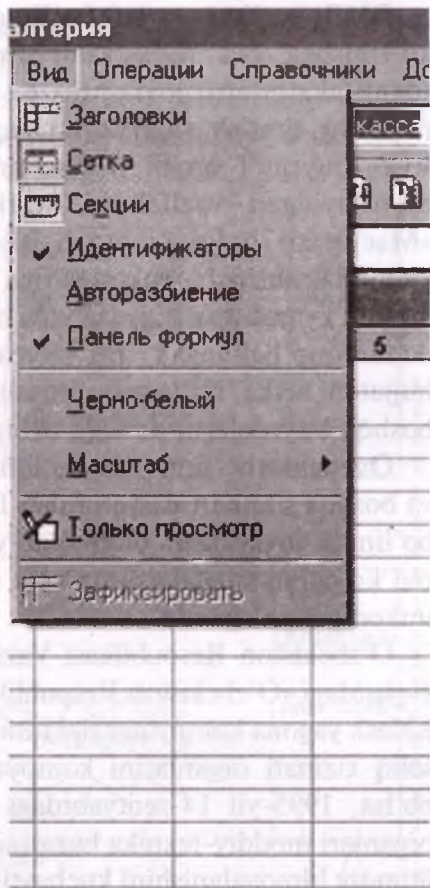 алтерия
Вид Операции Справочники До
Заголовки
касса
Сетка
Секции
Идентификаторы
Авторазбиение
Панель формул
5
Черно-белый
Масштаб
Только просмотр
Зафиксировать